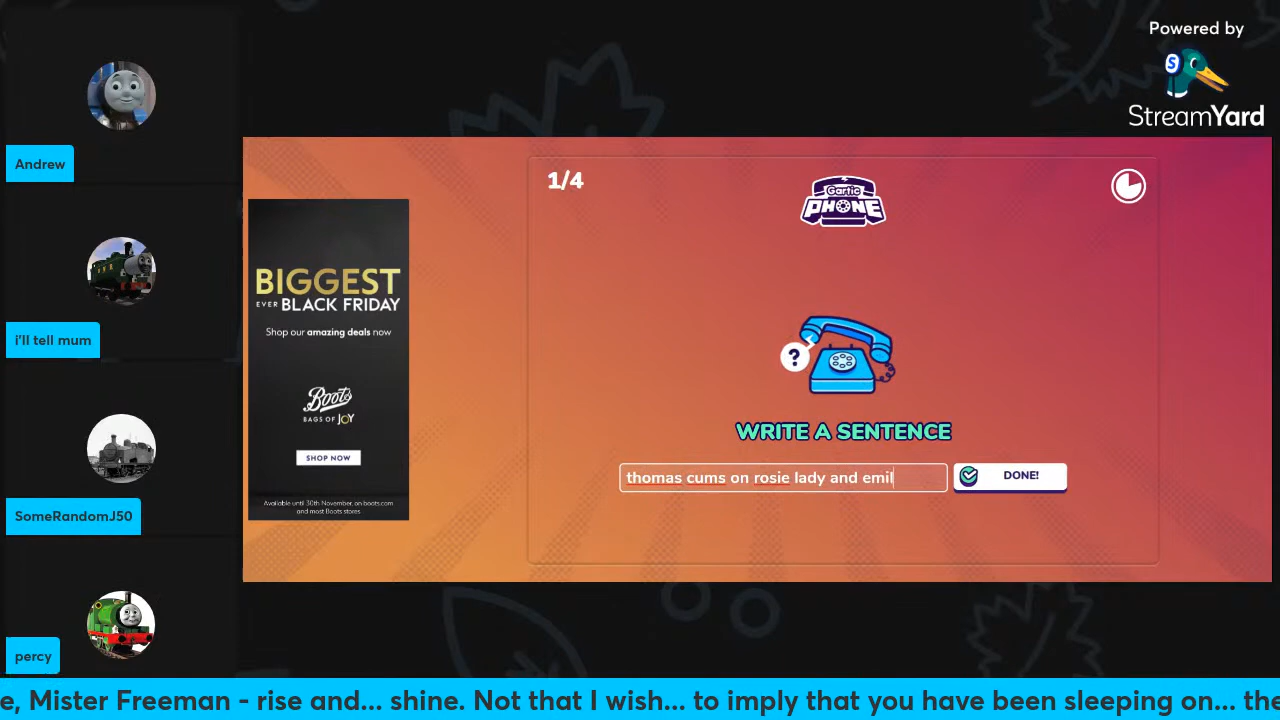 Powered by
StreamYard
Andrew
i'll tell mum
SomeRandomJ50
percy
1/4
Gartic
PHONE
BIGGEST
EVER BLACK FRIDAY
Shop our amazing deals now
Boots
BAGS OF JOY
SHOP NOW
Available until 30th November, on boots.com
and most Boots stores
?
WRITE A SENTENCE
thomas cums on rosie lady and emil
DONE!
e, Mister Freeman - rise and... shine. Not that I wish... to imply that you have been sleeping on... the